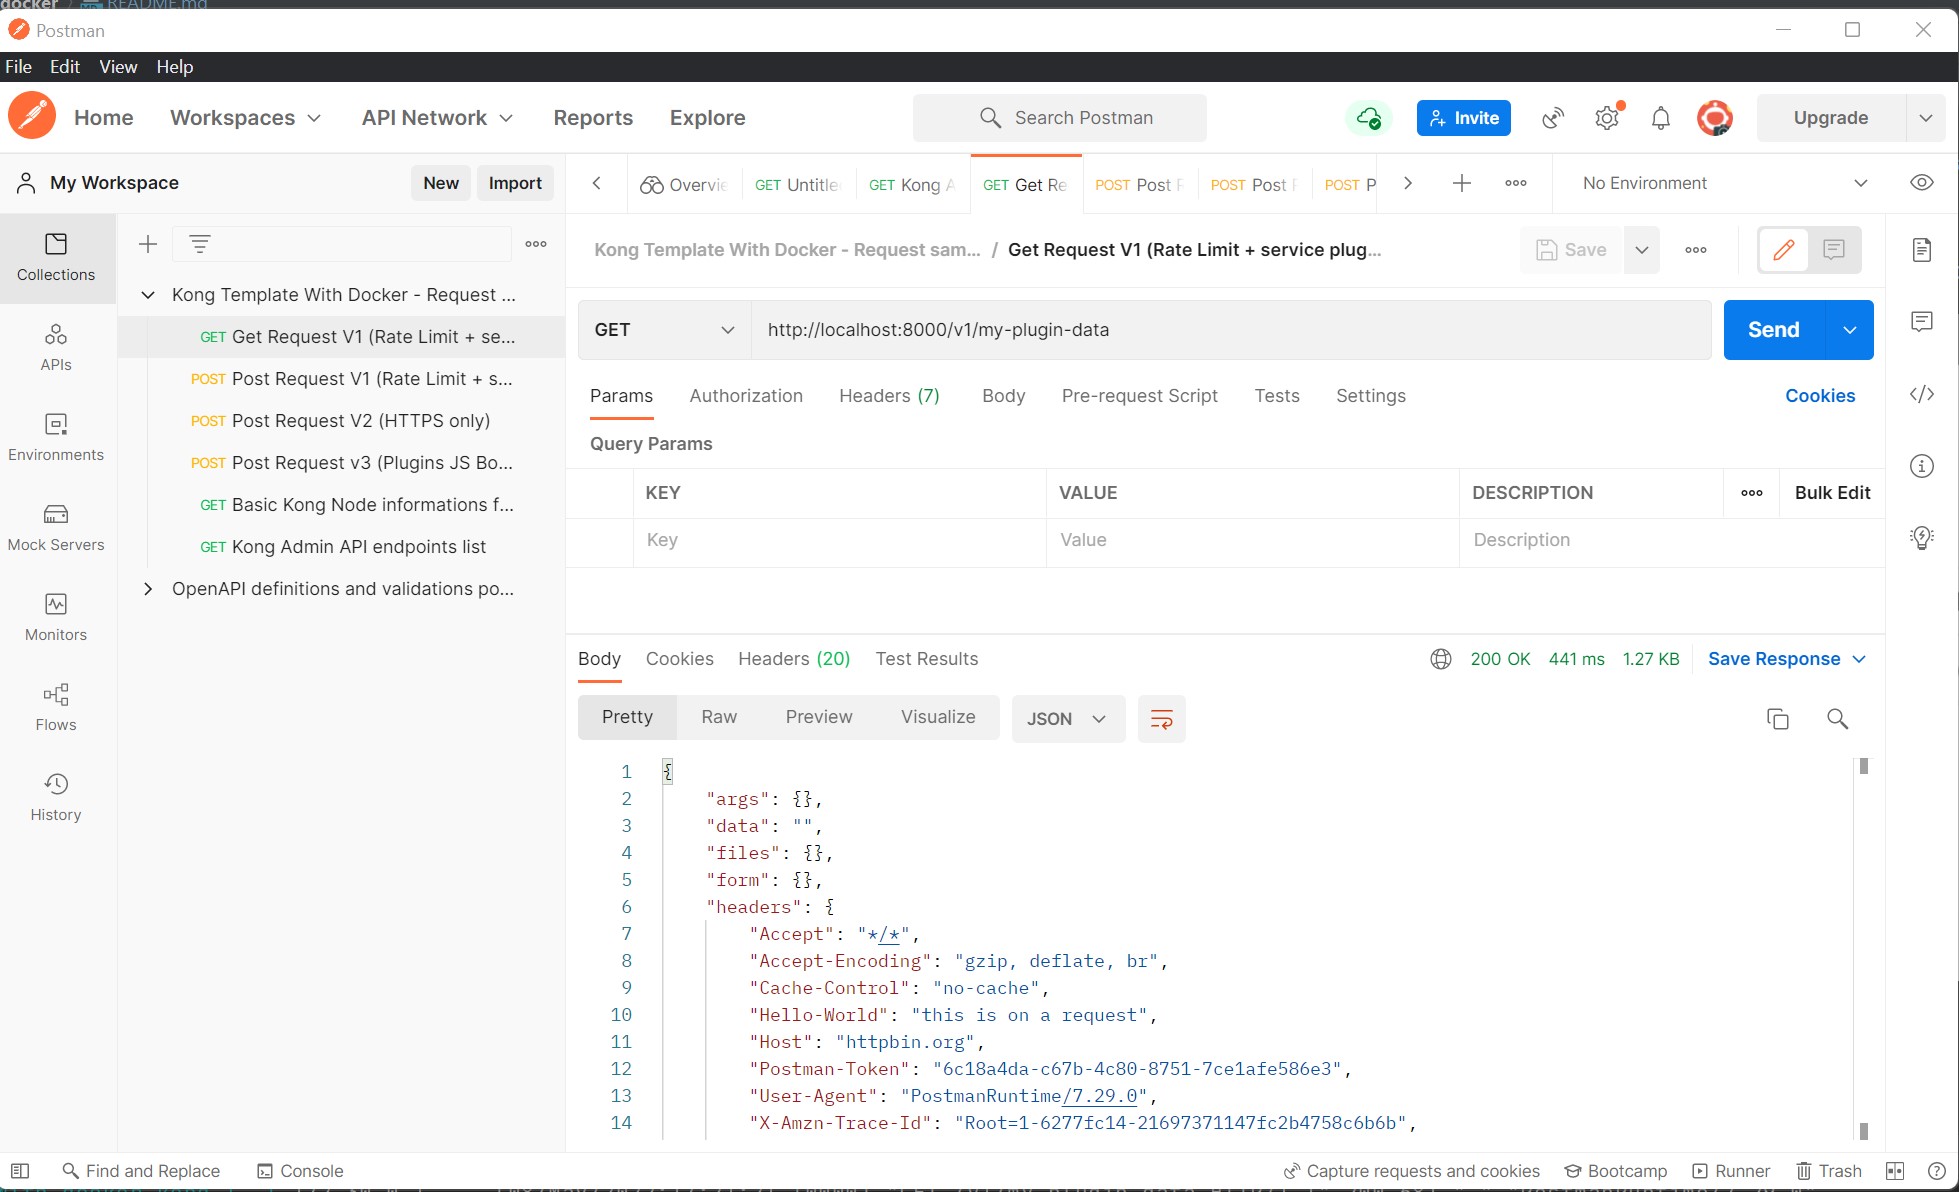 docker / README.md
Postman
File Edit View Help
Home Workspaces API Network Reports Explore Search Postman Invite Upgrade
My Workspace New Import
Overvie GET Untitle GET Kong A GET Get Re POST Post R POST Post R POST P No Environment
Collections
APIs
Environments
Mock Servers
Monitors
Flows
History
Kong Template With Docker - Request ...
GET Get Request V1 (Rate Limit + se...
POST Post Request V1 (Rate Limit + s...
POST Post Request V2 (HTTPS only)
POST Post Request v3 (Plugins JS Bo...
GET Basic Kong Node informations f...
GET Kong Admin API endpoints list
OpenAPI definitions and validations po...
Kong Template With Docker - Request sam... / Get Request V1 (Rate Limit + service plug... Save
GET http://localhost:8000/v1/my-plugin-data Send
Params Authorization Headers (7) Body Pre-request Script Tests Settings Cookies
Query Params
KEY VALUE DESCRIPTION Bulk Edit
Key Value Description
Body Cookies Headers (20) Test Results 200 OK 441 ms 1.27 KB Save Response
Pretty Raw Preview Visualize JSON
1 {
2 "args": {},
3 "data": "",
4 "files": {},
5 "form": {},
6 "headers": {
7 "Accept": "*/*",
8 "Accept-Encoding": "gzip, deflate, br",
9 "Cache-Control": "no-cache",
10 "Hello-World": "this is on a request",
11 "Host": "httpbin.org",
12 "Postman-Token": "6c18a4da-c67b-4c80-8751-7ce1afe586e3",
13 "User-Agent": "PostmanRuntime/7.29.0",
14 "X-Amzn-Trace-Id": "Root=1-6277fc14-21697371147fc2b4758c6b6b",
Find and Replace Console Capture requests and cookies Bootcamp Runner Trash